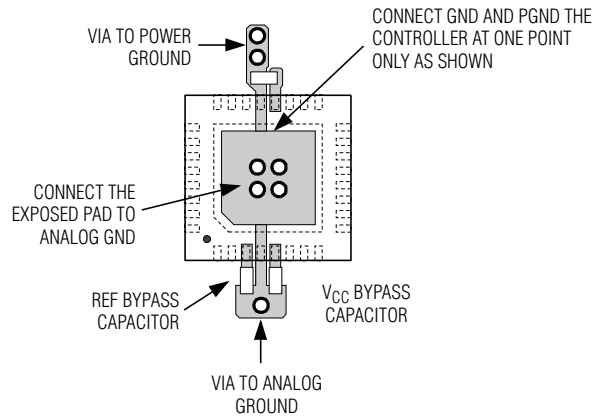 VIA TO POWER
GROUND
CONNECT GND AND PGND THE
CONTROLLER AT ONE POINT
ONLY AS SHOWN
CONNECT THE
EXPOSED PAD TO
ANALOG GND
REF BYPASS
CAPACITOR
VCC BYPASS
CAPACITOR
VIA TO ANALOG
GROUND